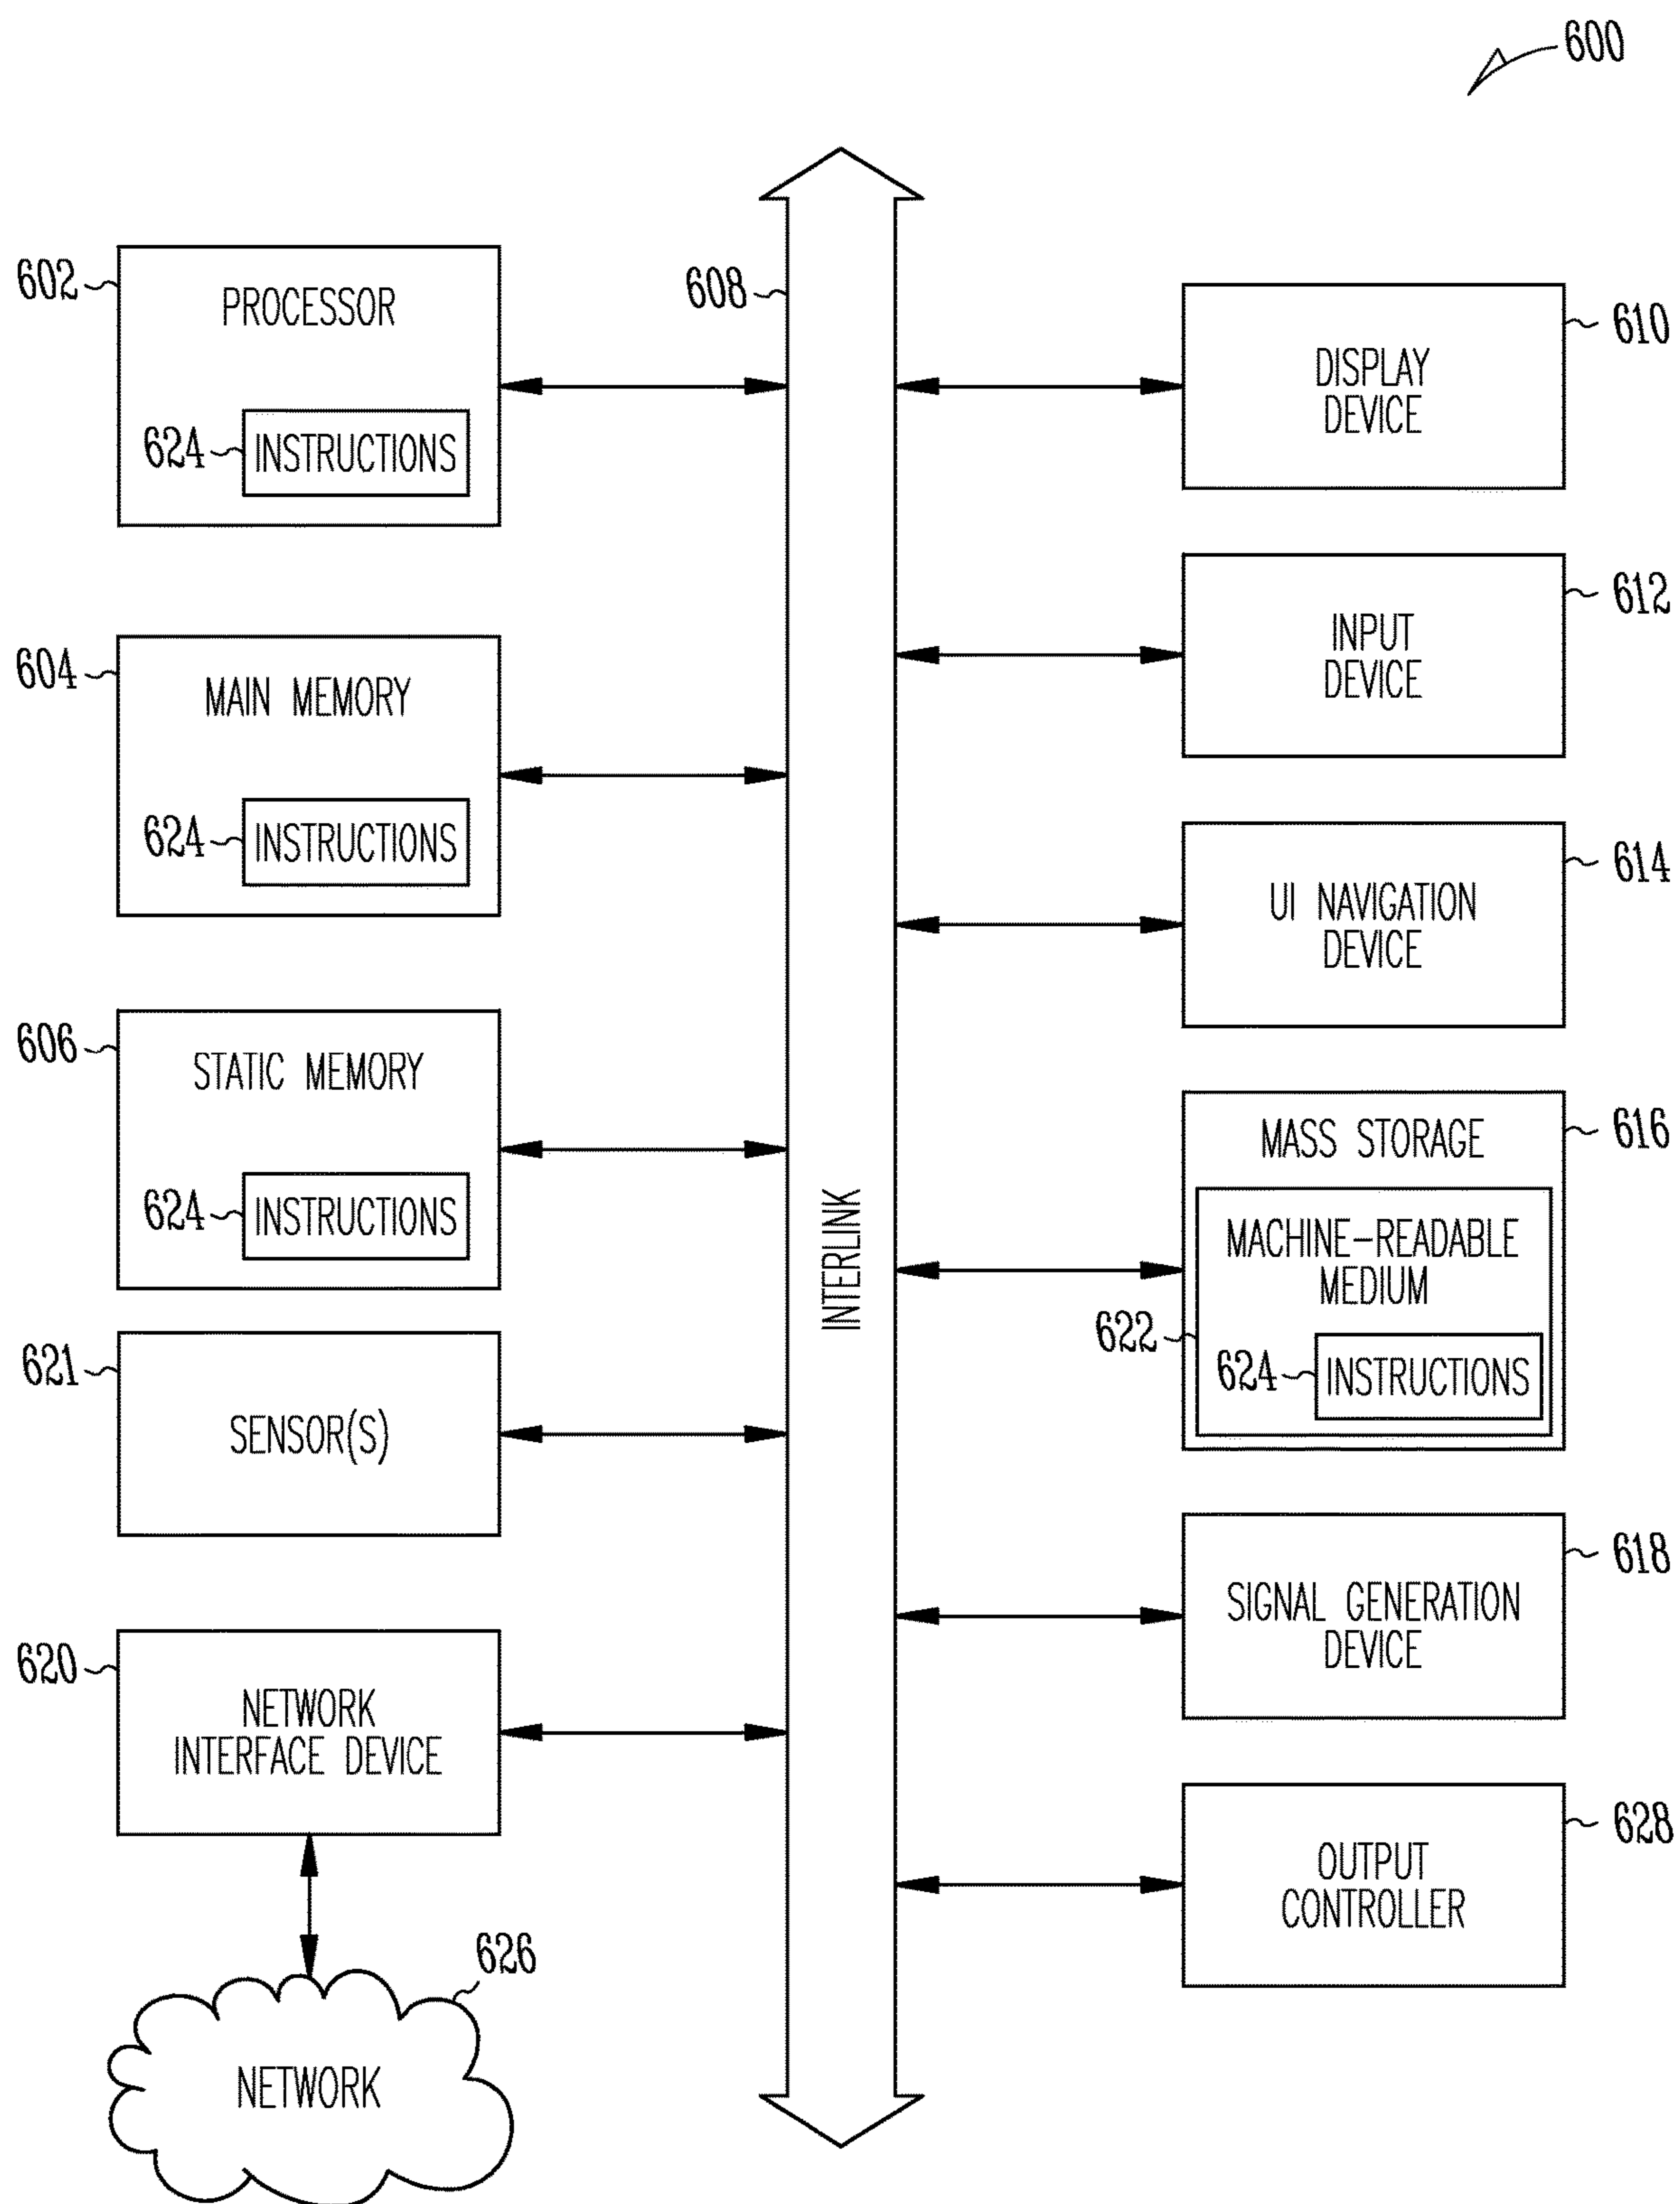 600
602
PROCESSOR
624
INSTRUCTIONS
604
MAIN MEMORY
624
INSTRUCTIONS
606
STATIC MEMORY
624
INSTRUCTIONS
621
SENSOR(S)
620
NETWORK
INTERFACE DEVICE
626
NETWORK
608
INTERLINK
610
DISPLAY
DEVICE
612
INPUT
DEVICE
614
UI NAVIGATION
DEVICE
616
MASS STORAGE
MACHINE-READABLE
MEDIUM
622
624
INSTRUCTIONS
618
SIGNAL GENERATION
DEVICE
628
OUTPUT
CONTROLLER